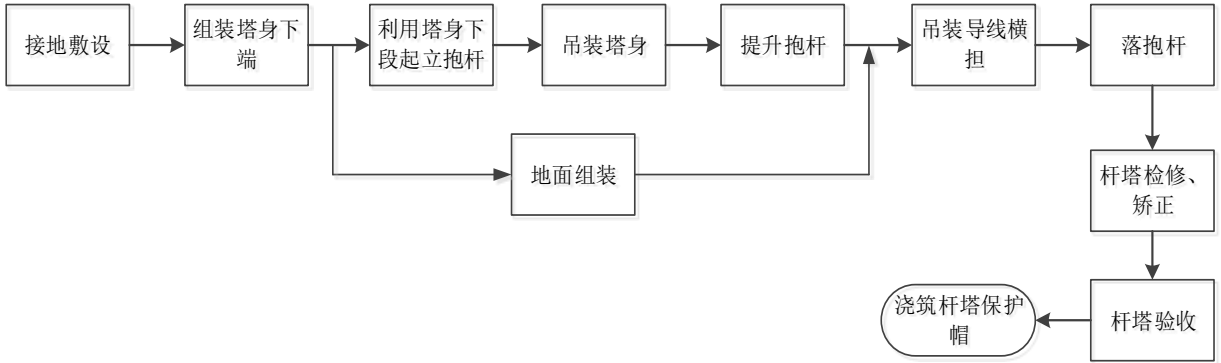 接地敷设
组装塔身下
端
利用塔身下
段起立抱杆
吊装塔身
提升抱杆
吊装导线横
担
落抱杆
地面组装
杆塔检修、
矫正
浇筑杆塔保护
帽
杆塔验收